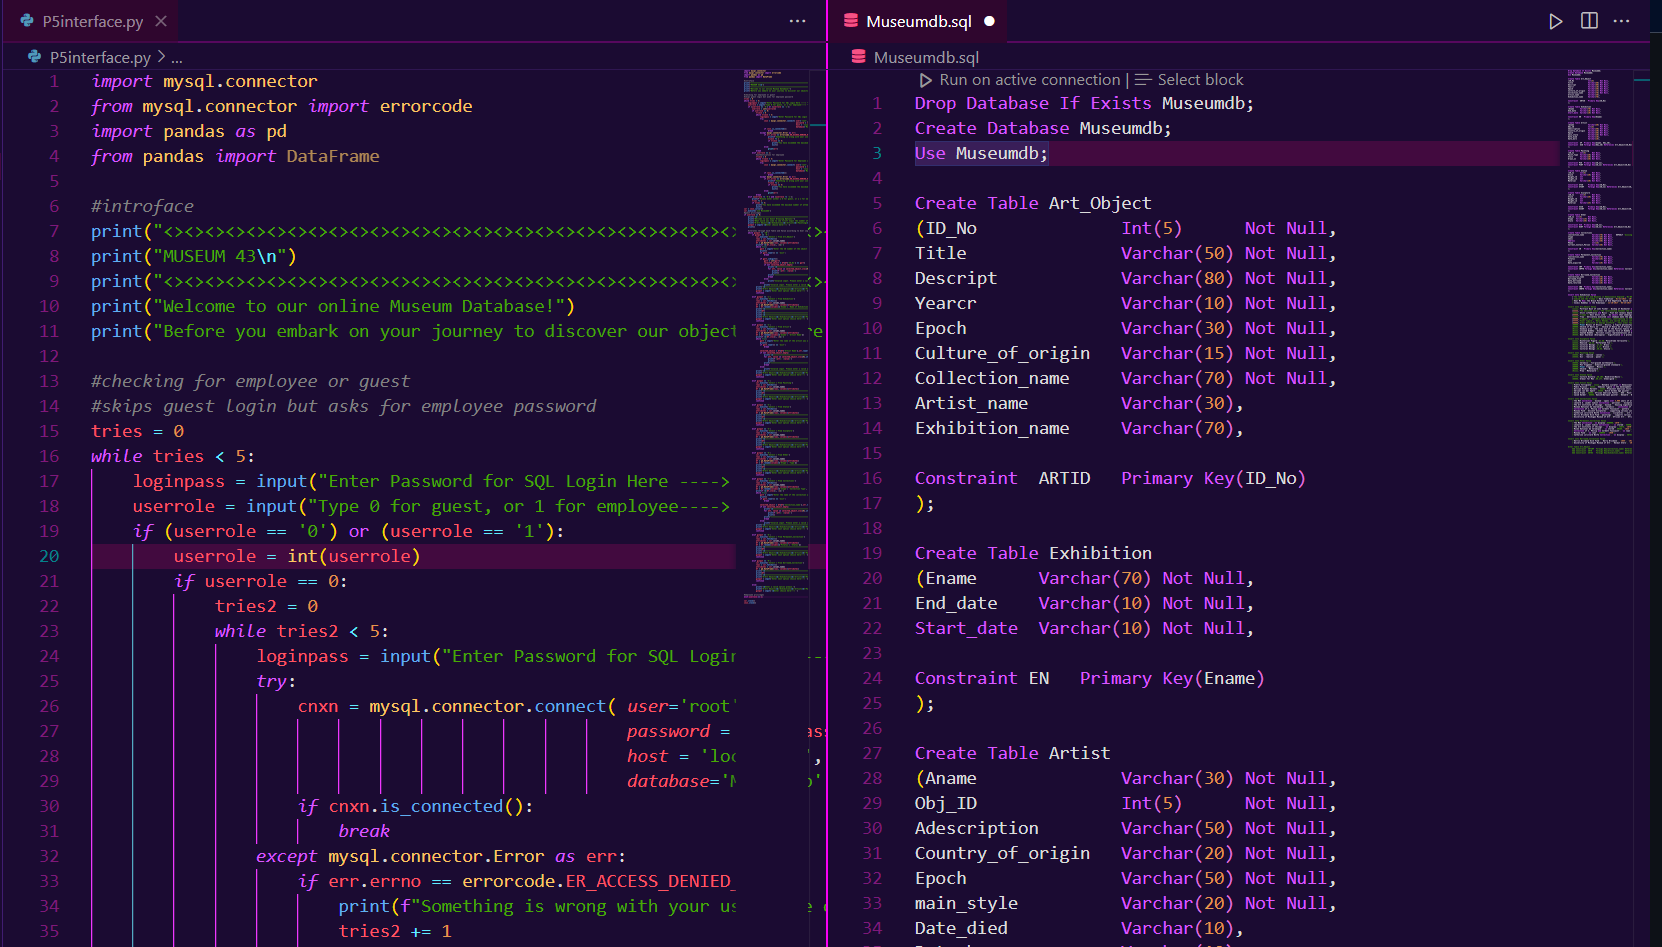 P5interface.py
P5interface.py > ...
1 import mysql.connector
2 from mysql.connector import errorcode
3 import pandas as pd
4 from pandas import DataFrame
5
6 #introface
7 print("<><><><><><><><><><><><><><><><><><><><><><><><><><><><
8 print("MUSEUM 43\n")
9 print("<><><><><><><><><><><><><><><><><><><><><><><><><><><><
10 print("Welcome to our online Museum Database!")
11 print("Before you embark on your journey to discover our object
12
13 #checking for employee or guest
14 #skips guest login but asks for employee password
15 tries = 0
16 while tries < 5:
17 loginpass = input("Enter Password for SQL Login Here ---->
18 userrole = input("Type 0 for guest, or 1 for employee---->
19 if (userrole == '0') or (userrole == '1'):
20 userrole = int(userrole)
21 if userrole == 0:
22 tries2 = 0
23 while tries2 < 5:
24 loginpass = input("Enter Password for SQL Login
25 try:
26 cnxn = mysql.connector.connect( user='root'
27 password =
28 host = 'loc ',
29 database='M
30 if cnxn.is_connected():
31 break
32 except mysql.connector.Error as err:
33 if err.errno == errorcode.ER_ACCESS_DENIED_
34 print(f"Something is wrong with your us
35 tries2 += 1
Museumdb.sql
Museumdb.sql
Run on active connection | Select block
1 Drop Database If Exists Museumdb;
2 Create Database Museumdb;
3 Use Museumdb;
4
5 Create Table Art_Object
6 (ID_No Int(5) Not Null,
7 Title Varchar(50) Not Null,
8 Descript Varchar(80) Not Null,
9 Yearcr Varchar(10) Not Null,
10 Epoch Varchar(30) Not Null,
11 Culture_of_origin Varchar(15) Not Null,
12 Collection_name Varchar(70) Not Null,
13 Artist_name Varchar(30),
14 Exhibition_name Varchar(70),
15
16 Constraint ARTID Primary Key(ID_No)
17 );
18
19 Create Table Exhibition
20 (Ename Varchar(70) Not Null,
21 End_date Varchar(10) Not Null,
22 Start_date Varchar(10) Not Null,
23
24 Constraint EN Primary Key(Ename)
25 );
26
27 Create Table Artist
28 (Aname Varchar(30) Not Null,
29 Obj_ID Int(5) Not Null,
30 Adescription Varchar(50) Not Null,
31 Country_of_origin Varchar(20) Not Null,
32 Epoch Varchar(50) Not Null,
33 main_style Varchar(20) Not Null,
34 Date_died Varchar(10),